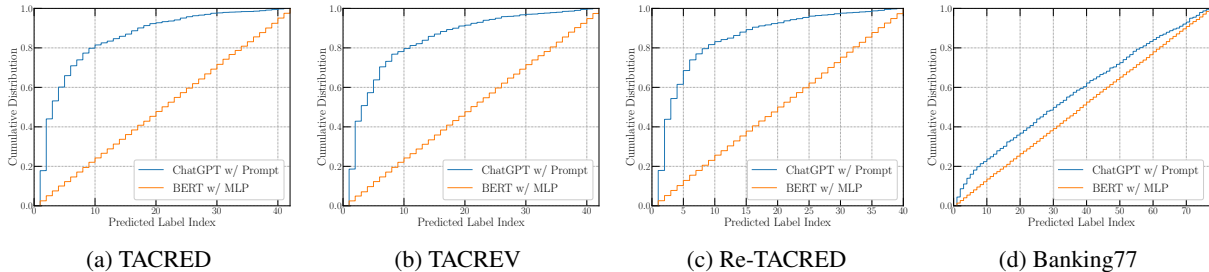 1.0
0.8
0.6
0.4
0.2
0.0
Cumulative Distribution
ChatGPT w/ Prompt
BERT w/ MLP
0 10 20 30 40
Predicted Label Index
(a) TACRED
1.0
0.8
0.6
0.4
0.2
0.0
Cumulative Distribution
ChatGPT w/ Prompt
BERT w/ MLP
0 10 20 30 40
Predicted Label Index
(b) TACREV
1.0
0.8
0.6
0.4
0.2
0.0
Cumulative Distribution
ChatGPT w/ Prompt
BERT w/ MLP
0 5 10 15 20 25 30 35 40
Predicted Label Index
(c) Re-TACRED
1.0
0.8
0.6
0.4
0.2
0.0
Cumulative Distribution
ChatGPT w/ Prompt
BERT w/ MLP
0 10 20 30 40 50 60 70
Predicted Label Index
(d) Banking77